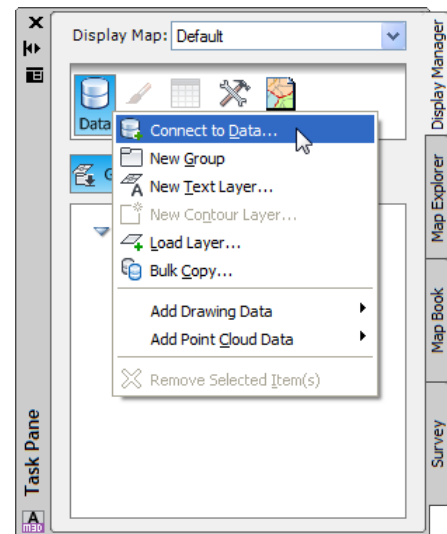 Display Map: Default
Data
Connect to Data...
New Group
New Text Layer...
New Contour Layer...
Load Layer...
Bulk Copy...
Add Drawing Data
Add Point Cloud Data
Remove Selected Item(s)
Display Manager
Map Explorer
Map Book
Survey
Task Pane